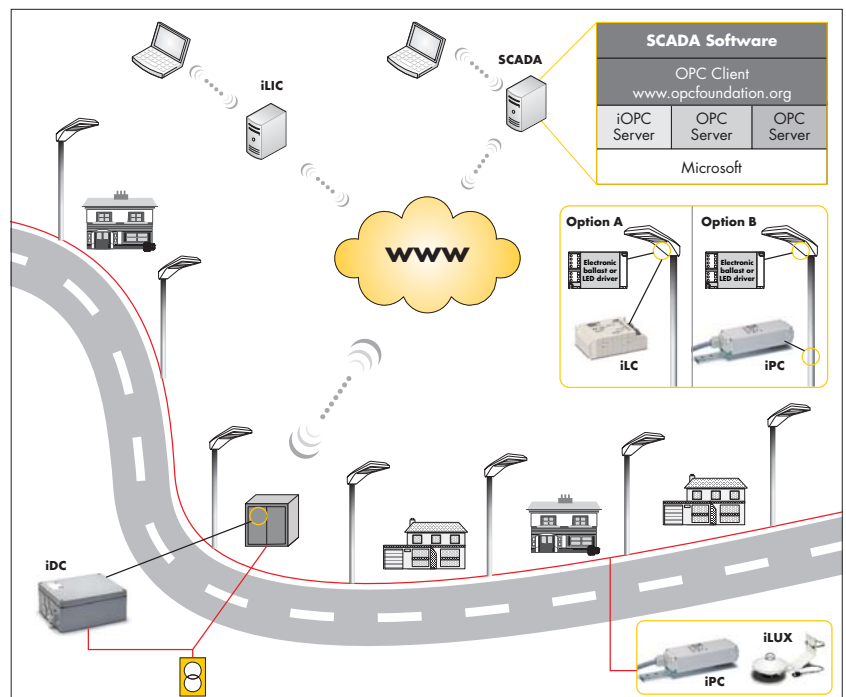 iLIC
SCADA
SCADA Software
OPC Client
www.opcfoundation.org
iOPC
Server
OPC
Server
OPC
Server
Microsoft
www
Option A
Electronic
ballast or
LED driver
iLC
Option B
Electronic
ballast or
LED driver
iPC
iDC
iPC
iLUX